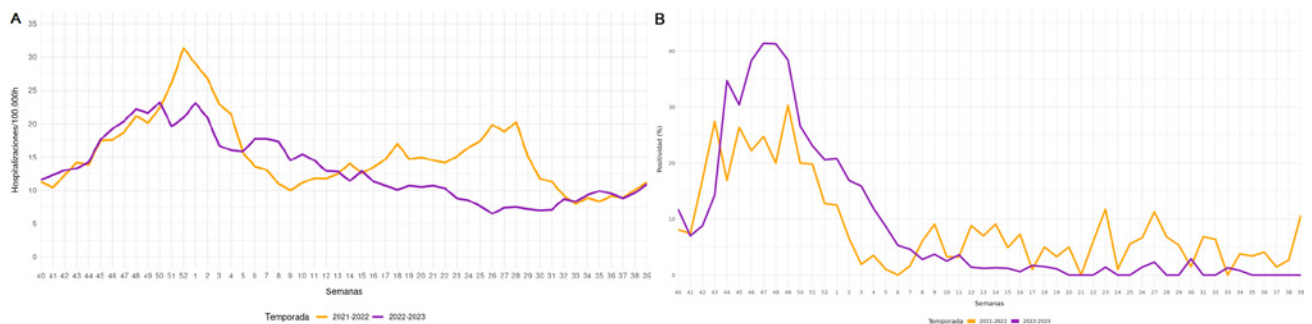 A
Hospitalizaciones/100.000h
35
30
25
20
15
10
5
0
40 41 42 43 44 45 46 47 48 49 50 51 52 1 2 3 4 5 6 7 8 9 10 11 12 13 14 15 16 17 18 19 20 21 22 23 24 25 26 27 28 29 30 31 32 33 34 35 36 37 38 39
Semanas
Temporada 2021-2022 2022-2023
B
Positividad (%)
40
30
20
10
0
40 41 42 43 44 45 46 47 48 49 50 51 52 1 2 3 4 5 6 7 8 9 10 11 12 13 14 15 16 17 18 19 20 21 22 23 24 25 26 27 28 29 30 31 32 33 34 35 36 37 38 39
Semanas
Temporada 2021-2022 2022-2023